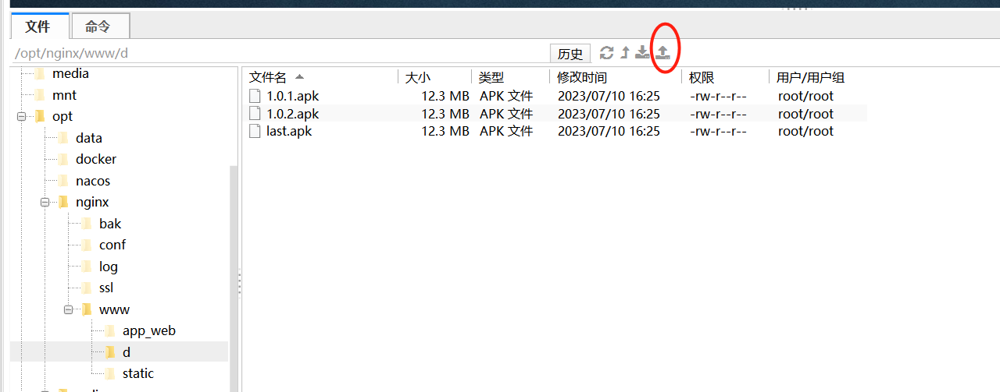 文件 命令
/opt/nginx/www/d 历史
media
mnt
opt
data
docker
nacos
nginx
bak
conf
log
ssl
www
app_web
d
static
文件名 大小 类型 修改时间 权限 用户/用户组
1.0.1.apk 12.3 MB APK 文件 2023/07/10 16:25 -rw-r--r-- root/root
1.0.2.apk 12.3 MB APK 文件 2023/07/10 16:25 -rw-r--r-- root/root
last.apk 12.3 MB APK 文件 2023/07/10 16:25 -rw-r--r-- root/root